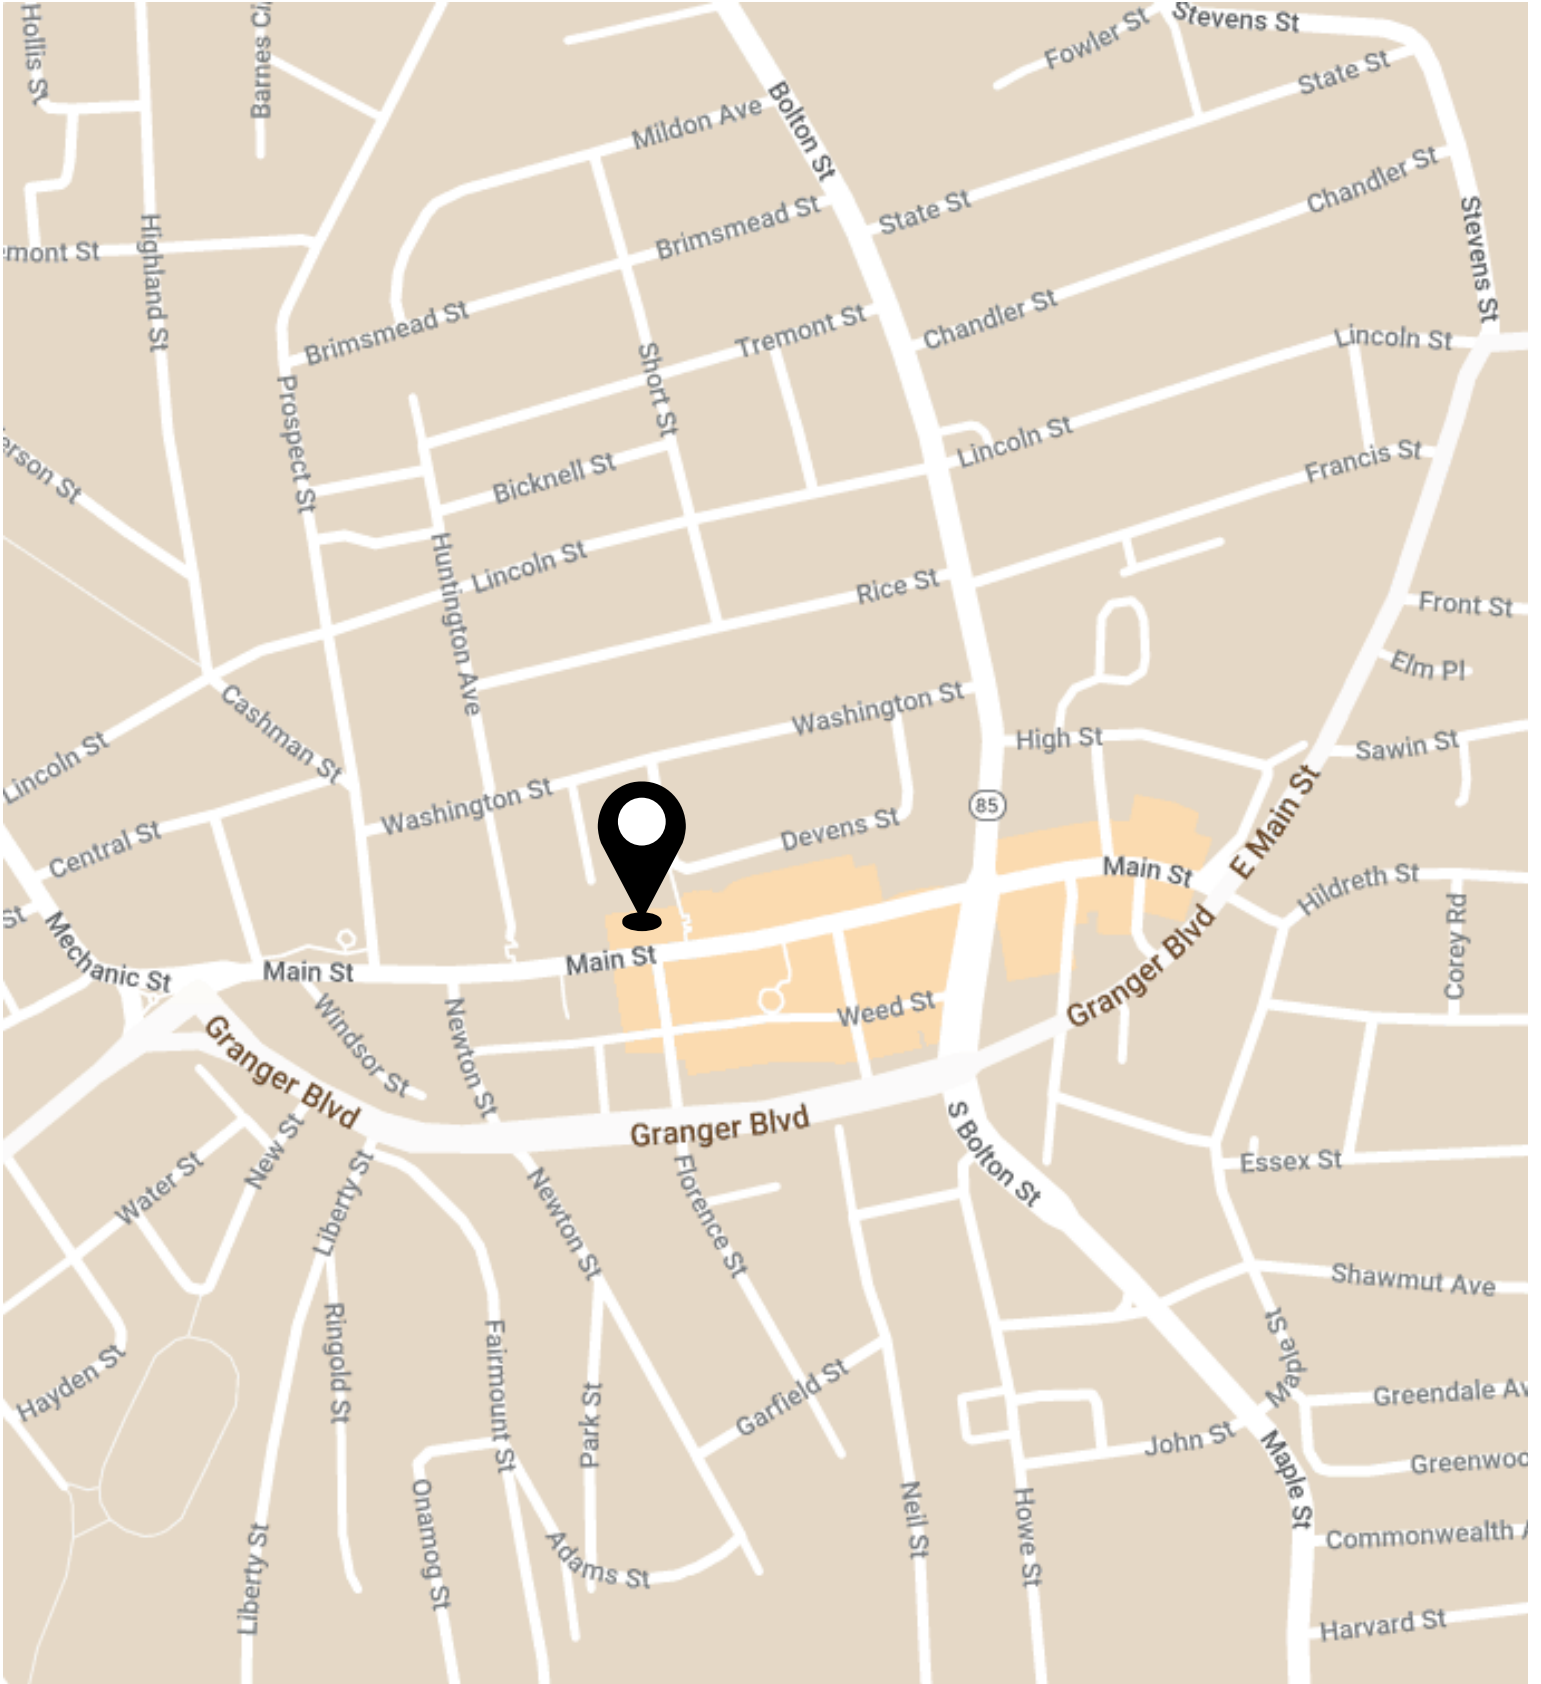 Hollis St
Barnes Ci
Stevens St
Fowler St
State St
Mildon Ave
Bolton St
Chandler St
Brimsmead St
State St
Stevens St
Highland St
emont St
Brimsmead St
Tremont St
Chandler St
Lincoln St
Short St
Prospect St
Lincoln St
Francis St
erson St
Bicknell St
Lincoln St
Huntington Ave
Rice St
Front St
Elm Pl
Cashman St
Washington St
High St
Sawin St
Lincoln St
Washington St
85
E Main St
Central St
Devens St
Main St
Hildreth St
St
Mechanic St
Corey Rd
Main St
Main St
Granger Blvd
Weed St
Windsor St
Newton St
Granger Blvd
Granger Blvd
S Bolton St
New St
Water St
Liberty St
Newton St
Florence St
Essex St
Shawmut Ave
Ringold St
Fairmount St
Maple St
Hayden St
Park St
Garfield St
Greendale Av
John St
Maple St
Greenwoo
Onamog St
Neil St
Howe St
Adams St
Liberty St
Commonwealth A
Harvard St